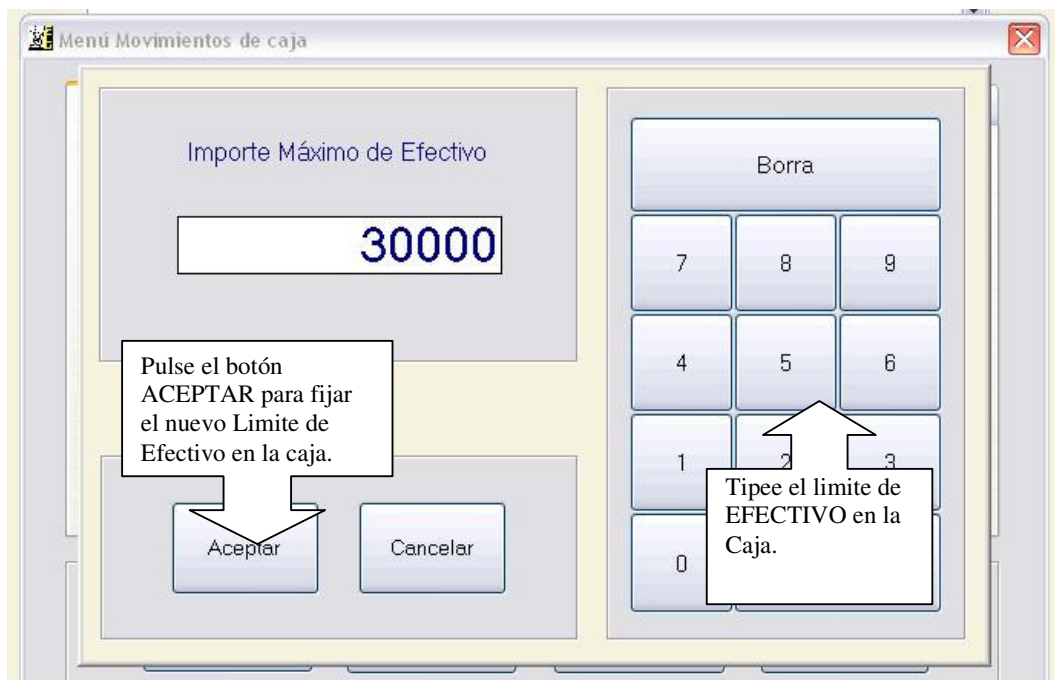 Menú Movimientos de caja
Importe Máximo de Efectivo
30000
Borra
7 8 9
4 5 6
1 2 3
0
Pulse el botón
ACEPTAR para fijar
el nuevo Limite de
Efectivo en la caja.
Tipee el limite de
EFECTIVO en la
Caja.
Aceptar Cancelar